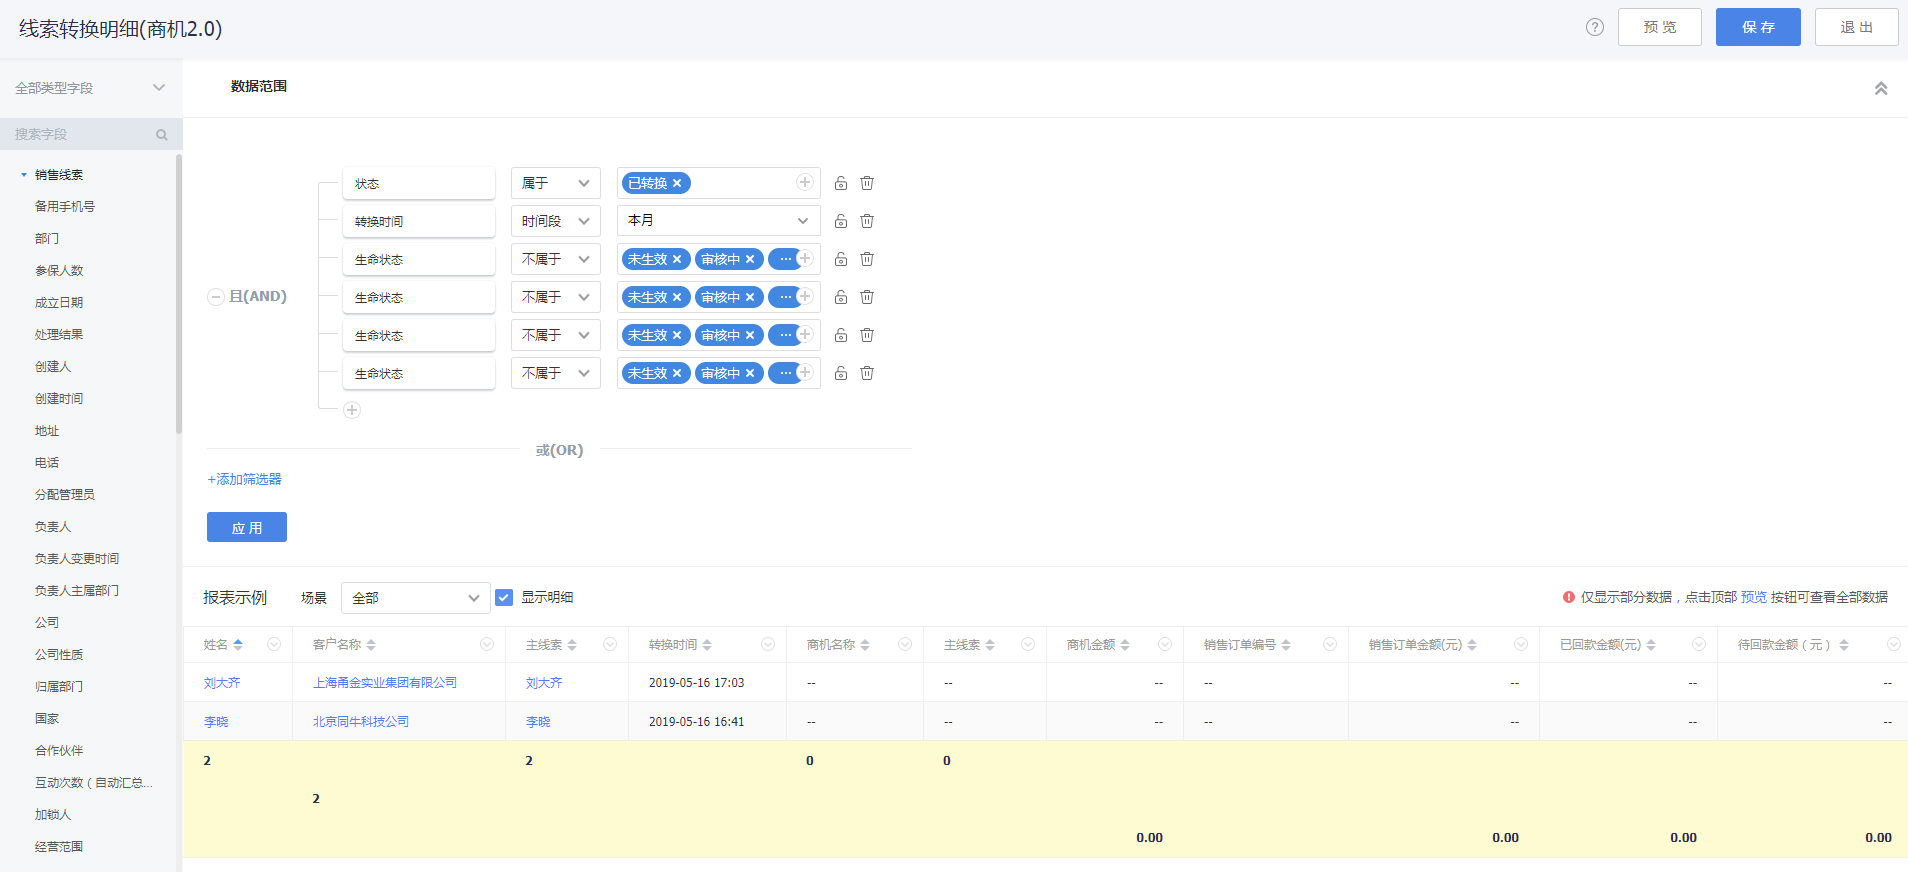 线索转换明细(商机2.0)
预 览
保 存
退 出
全部类型字段
搜索字段
销售线索
备用手机号
部门
参保人数
成立日期
处理结果
创建人
创建时间
地址
电话
分配管理员
负责人
负责人变更时间
负责人主属部门
公司
公司性质
归属部门
国家
合作伙伴
互动次数（自动汇总...
加锁人
经营范围
数据范围
且(AND)
状态 属于 已转换
转换时间 时间段 本月
生命状态 不属于 未生效 审核中 ...
生命状态 不属于 未生效 审核中 ...
生命状态 不属于 未生效 审核中 ...
生命状态 不属于 未生效 审核中 ...
或(OR)
+添加筛选器
应 用
报表示例 场景 全部 显示明细 仅显示部分数据，点击顶部 预览 按钮可查看全部数据
姓名 客户名称 主线索 转换时间 商机名称 主线索 商机金额 销售订单编号 销售订单金额(元) 已回款金额(元) 待回款金额（元）
刘大齐 上海甬金实业集团有限公司 刘大齐 2019-05-16 17:03 -- -- -- -- -- -- --
李晓 北京同牛科技公司 李晓 2019-05-16 16:41 -- -- -- -- -- -- --
2 2 0 0
2
0.00 0.00 0.00 0.00